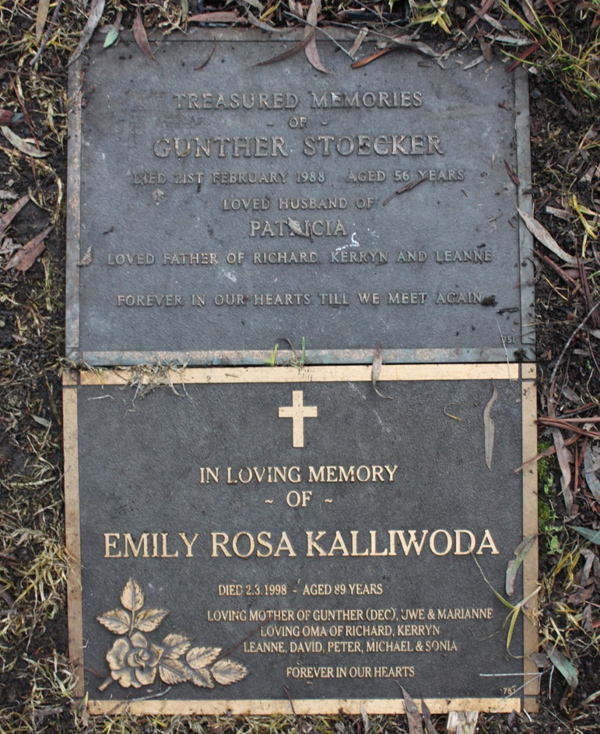 TREASURED MEMORIES
~ OF ~
GUNTHER STOECKER
DIED 21ST FEBRUARY 1988 AGED 56 YEARS
LOVED HUSBAND OF
PATRICIA
LOVED FATHER OF RICHARD, KERRYN AND LEANNE
FOREVER IN OUR HEARTS TILL WE MEET AGAIN
IN LOVING MEMORY
~ OF ~
EMILY ROSA KALLIWODA
DIED 2.3.1998 - AGED 89 YEARS
LOVING MOTHER OF GUNTHER (DEC), UWE & MARIANNE
LOVING OMA OF RICHARD, KERRYN
LEANNE, DAVID, PETER, MICHAEL & SONIA
FOREVER IN OUR HEARTS